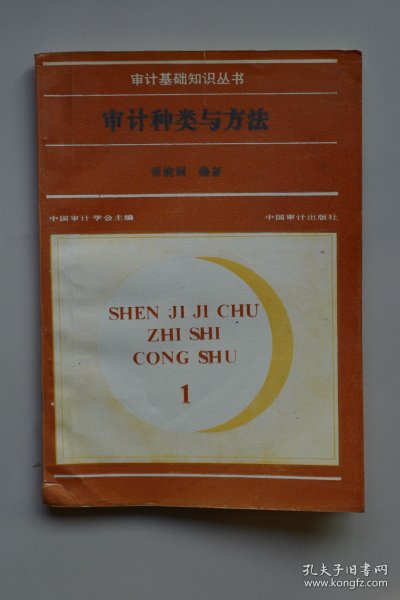 审计基础知识丛书
审计种类与方法
编著
中国审计学会主编
中国审计出版社
SHEN JI JI CHU
ZHI SHI
CONG SHU
1
孔夫子旧书网
www.kongfz.com